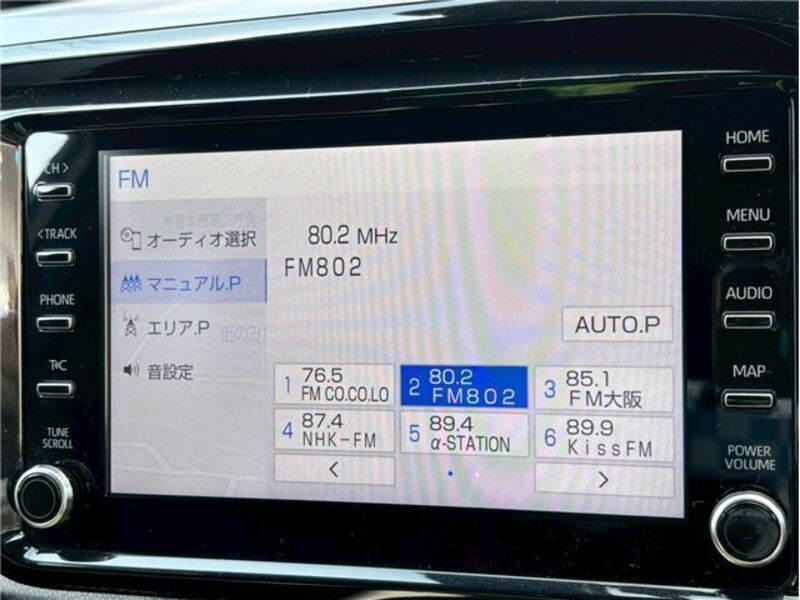 FM
CH >
< TRACK
PHONE
T C
TUNE
SCROLL
HOME
MENU
AUDIO
MAP
POWER
VOLUME
オーディオ選択
マニュアル.P
エリア.P
音設定
80.2 MHz
FM802
AUTO.P
1 76.5
FM CO.CO.LO
2 80.2
FM802
3 85.1
FM大阪
4 87.4
NHK-FM
5 89.4
α-STATION
6 89.9
KissFM
<
>